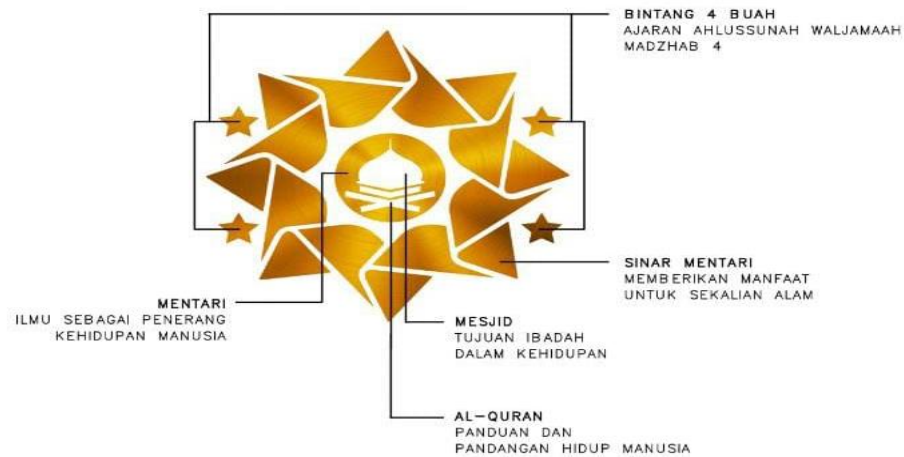 BINTANG 4 BUAH
AJARAN AHLUSSUNAH WALJAMAAH
MADZHAB 4
SINAR MENTARI
MEMBERIKAN MANFAAT
UNTUK SEKALIAN ALAM
MENTARI
ILMU SEBAGAI PENERANG
KEHIDUPAN MANUSIA
MESJID
TUJUAN IBADAH
DALAM KEHIDUPAN
AL-QURAN
PANDUAN DAN
PANDANGAN HIDUP MANUSIA